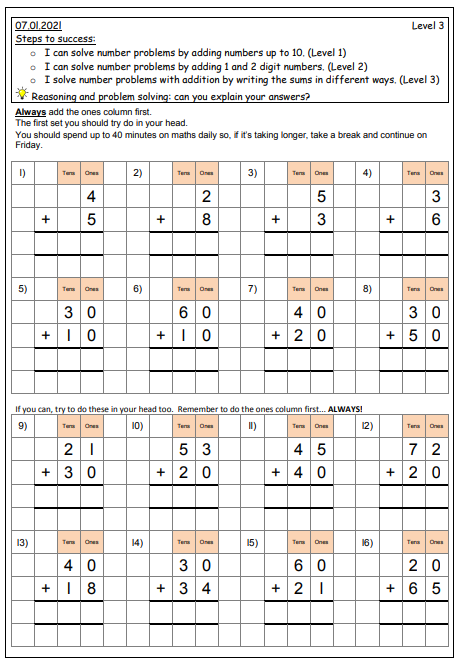 07.01.2021 Level 3
Steps to success:
o I can solve number problems by adding numbers up to 10. (Level 1)
o I can solve number problems by adding 1 and 2 digit numbers. (Level 2)
o I solve number problems with addition by writing the sums in different ways. (Level 3)
Reasoning and problem solving: can you explain your answers?
Always add the ones column first.
The first set you should try do in your head.
You should spend up to 40 minutes on maths daily so, if it's taking longer, take a break and continue on
Friday.
1) Tens Ones 2) Tens Ones 3) Tens Ones 4) Tens Ones
4 2 5 3
+ 5 + 8 + 3 + 6
5) Tens Ones 6) Tens Ones 7) Tens Ones 8) Tens Ones
3 0 6 0 4 0 3 0
+ 1 0 + 1 0 + 2 0 + 5 0
If you can, try to do these in your head too. Remember to do the ones column first... ALWAYS!
9) Tens Ones 10) Tens Ones 11) Tens Ones 12) Tens Ones
2 1 5 3 4 5 7 2
+ 3 0 + 2 0 + 4 0 + 2 0
13) Tens Ones 14) Tens Ones 15) Tens Ones 16) Tens Ones
4 0 3 0 6 0 2 0
+ 1 8 + 3 4 + 2 1 + 6 5